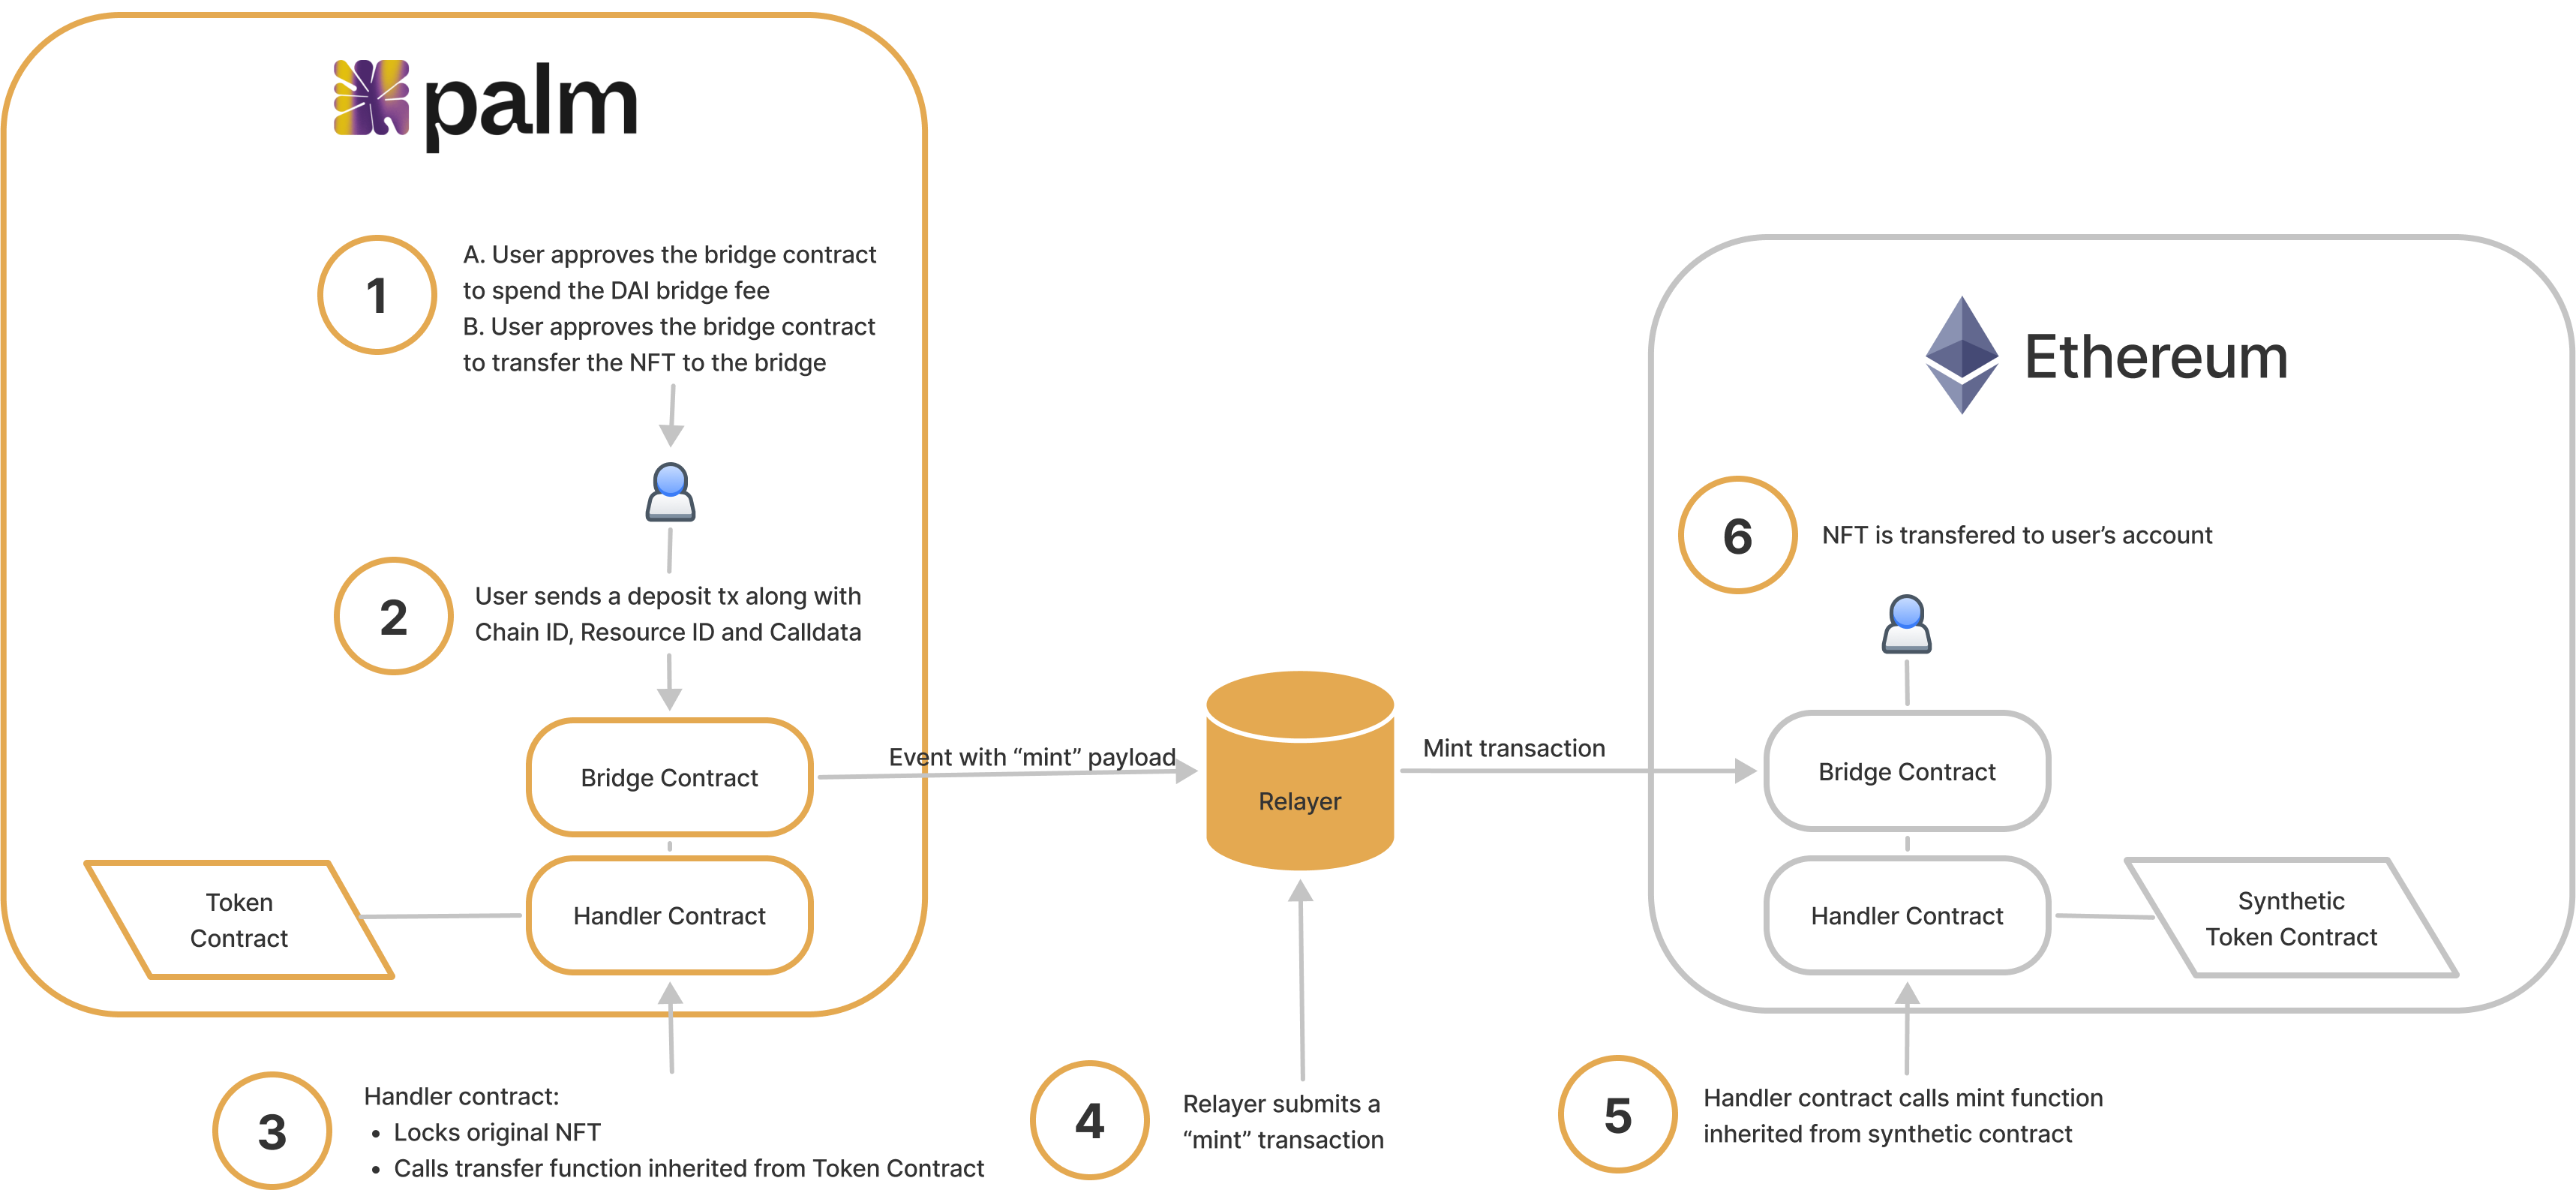 palm
1
A. User approves the bridge contract
to spend the DAI bridge fee
B. User approves the bridge contract
to transfer the NFT to the bridge
2
User sends a deposit tx along with
Chain ID, Resource ID and Calldata
Bridge Contract
Handler Contract
Token
Contract
3
Handler contract:
• Locks original NFT
• Calls transfer function inherited from Token Contract
Event with “mint” payload
Relayer
4
Relayer submits a
“mint” transaction
Mint transaction
Ethereum
6
NFT is transfered to user’s account
Bridge Contract
Handler Contract
Synthetic
Token Contract
5
Handler contract calls mint function
inherited from synthetic contract